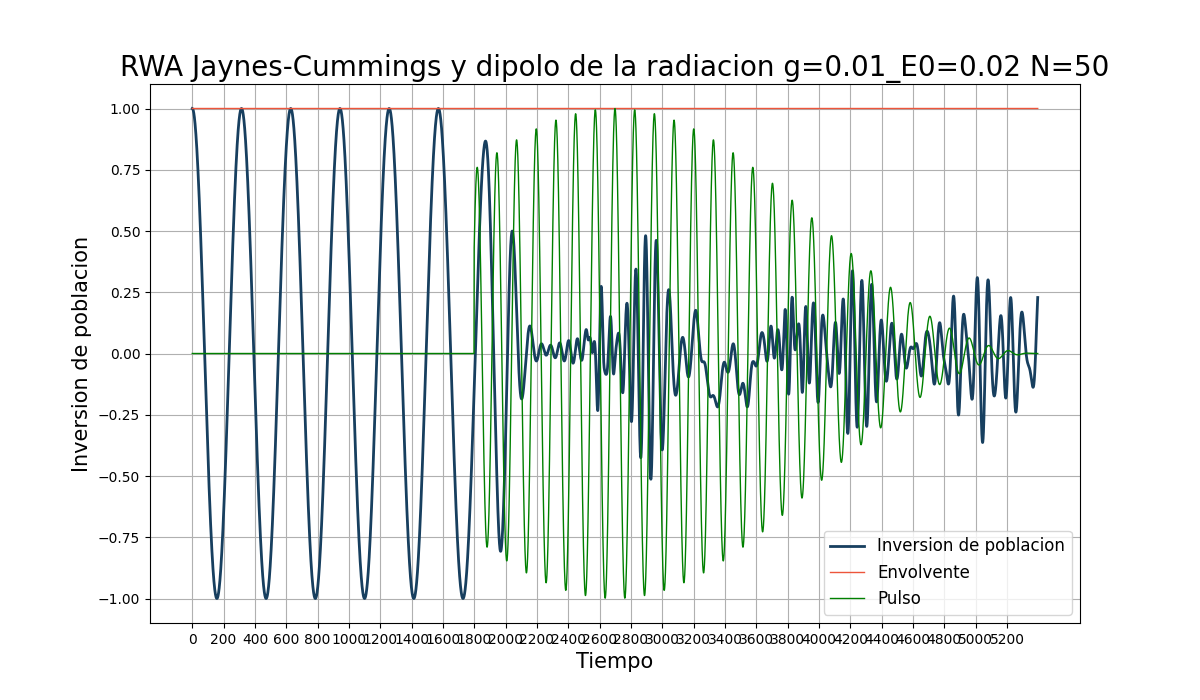 RWA Jaynes-Cummings y dipolo de la radiacion g=0.01_E0=0.02 N=50
Inversion de poblacion
1.00
0.75
0.50
0.25
0.00
−0.25
−0.50
−0.75
−1.00
Inversion de poblacion
Envolvente
Pulso
0 200 400 600 800 1000 1200 1400 1600 1800 2000 2200 2400 2600 2800 3000 3200 3400 3600 3800 4000 4200 4400 4600 4800 5000 5200
Tiempo